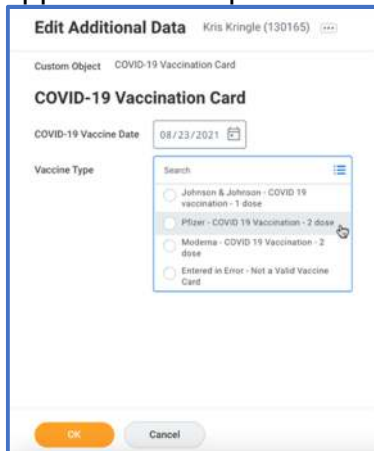 Edit Additional Data Kris Kringle (130165)
Custom Object COVID-19 Vaccination Card
COVID-19 Vaccination Card
COVID-19 Vaccine Date 08/23/2021
Vaccine Type Search
Johnson & Johnson - COVID 19
vaccination - 1 dose
Pfizer - COVID 19 Vaccination - 2 dose
Moderna - COVID 19 Vaccination - 2
dose
Entered in Error - Not a Valid Vaccine
Card
OK Cancel